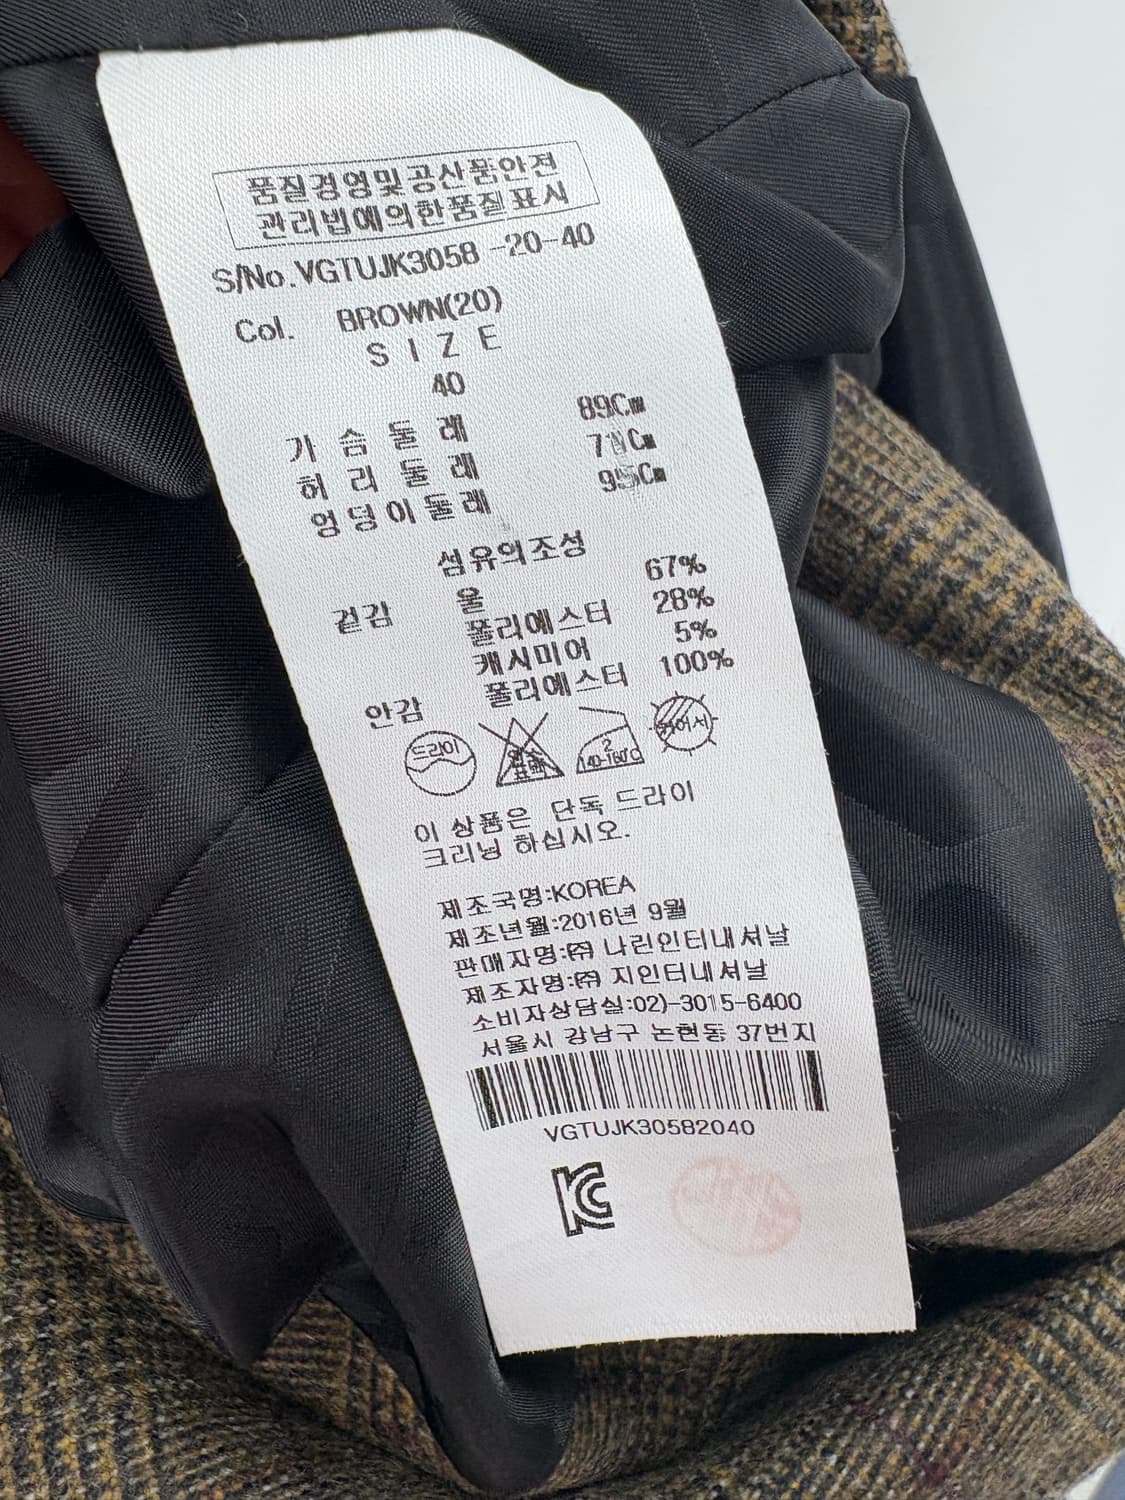 품질경영및공산품안전
관리법에의한품질표시
S/No.VGTUJK3058 -20-40
Col. BROWN(20)
SIZE
40
가슴둘레 89Cm
허리둘레
엉덩이둘레 95Cm
섬유의조성
겉감 울 67%
폴리에스터 28%
캐시미어 5%
안감 폴리에스터 100%
드라이
2
140-160℃
이 상품은 단독 드라이
크리닝 하십시오.
제조국명:KOREA
제조년월:2016년 9월
판매자명:㈜ 나린인터내셔날
제조자명:㈜ 지인터내셔날
소비자상담실:02)-3015-6400
서울시 강남구 논현동 37번지
VGTUJK30582040
KC